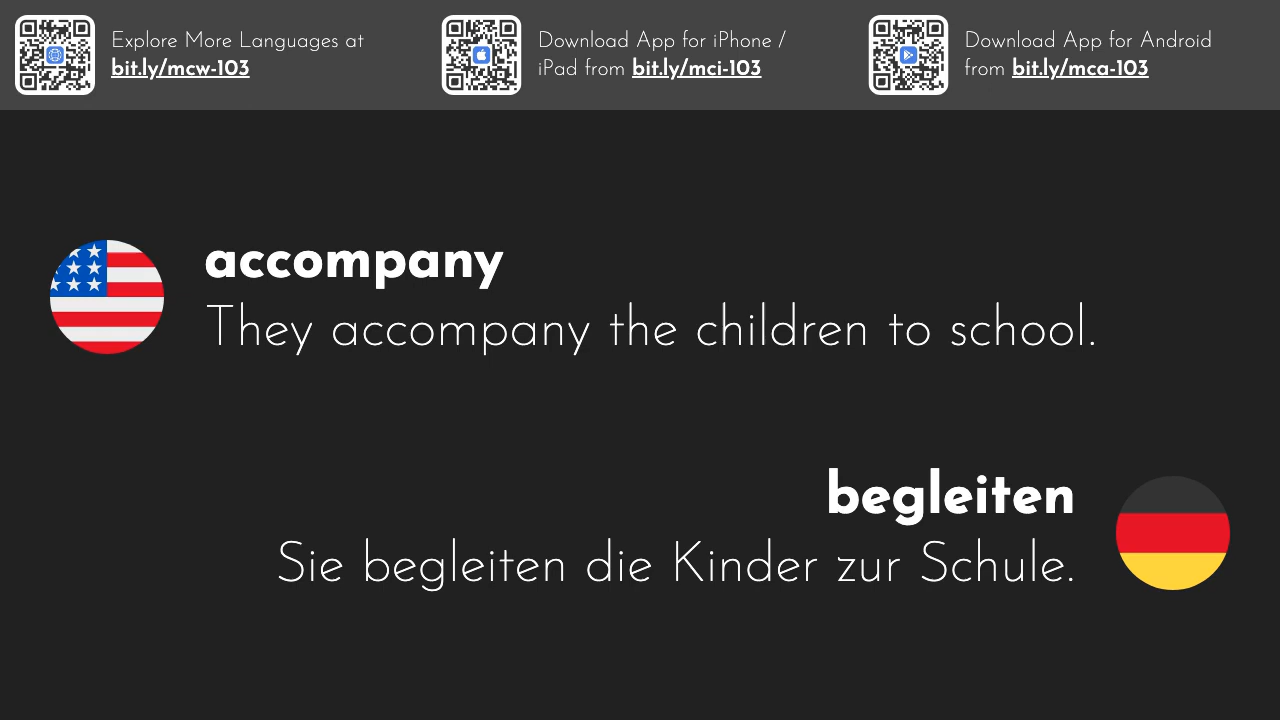 Explore More Languages at
bit.ly/mcw-103
Download App for iPhone /
iPad from bit.ly/mci-103
Download App for Android
from bit.ly/mca-103
accompany
They accompany the children to school.
begleiten
Sie begleiten die Kinder zur Schule.